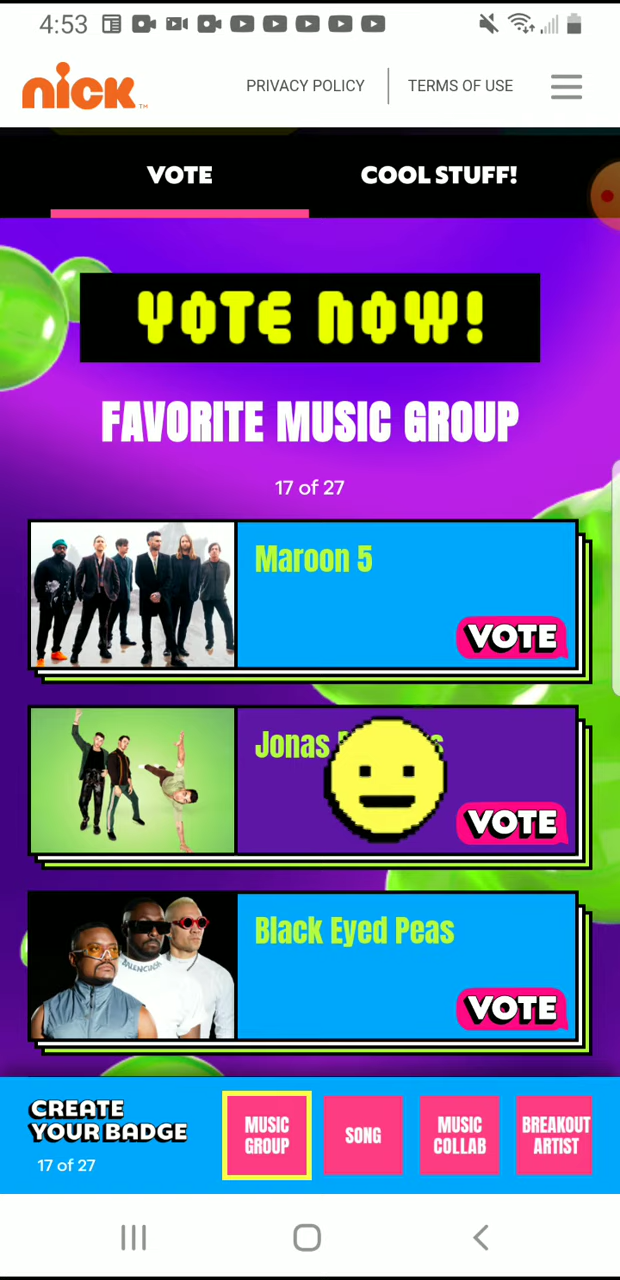 4:53
nick
PRIVACY POLICY
TERMS OF USE
VOTE
COOL STUFF!
VOTE NOW!
FAVORITE MUSIC GROUP
17 of 27
Maroon 5
VOTE
Jonas
VOTE
Black Eyed Peas
VOTE
CREATE
YOUR BADGE
17 of 27
MUSIC
GROUP
SONG
MUSIC
COLLAB
BREAKOUT
ARTIST